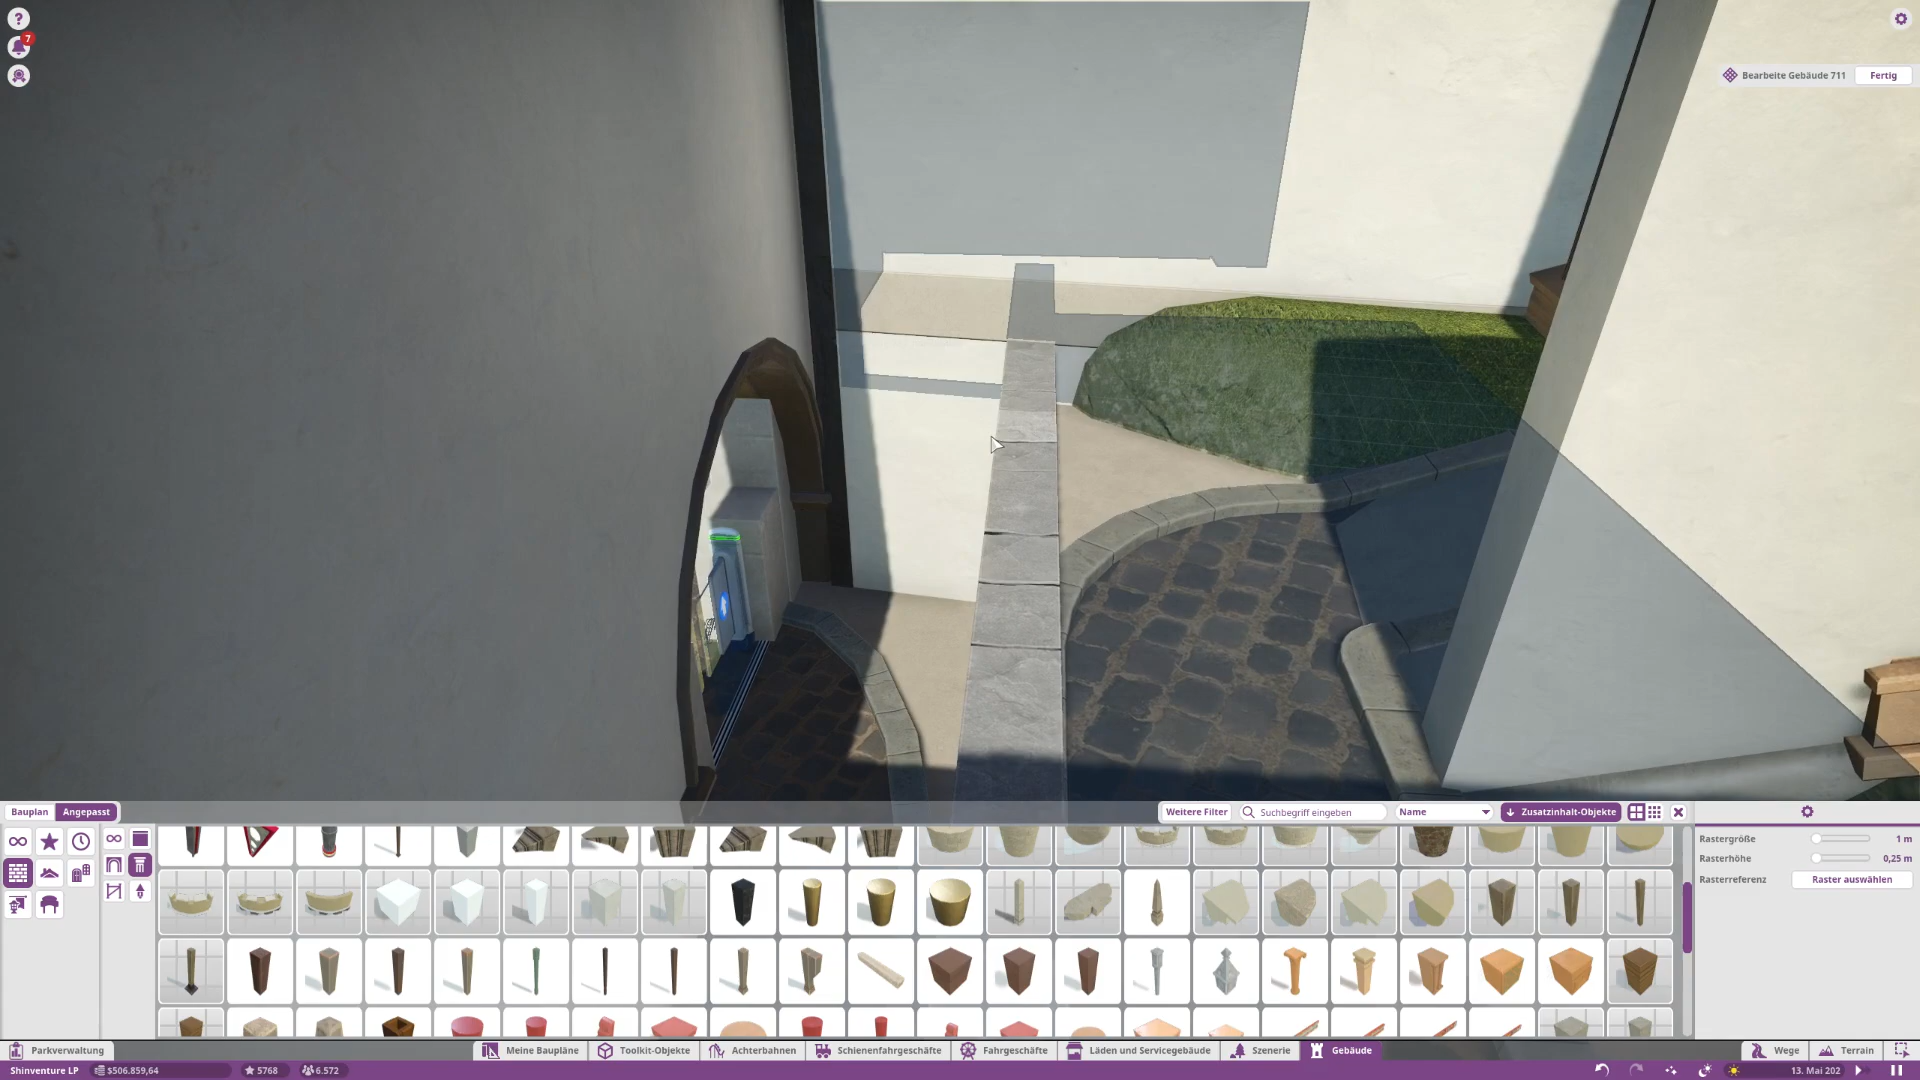 ?
7
Bearbeite Gebäude 711
Fertig
Bauplan
Angepasst
Weitere Filter
Suchbegriff eingeben
Name
Zusatzinhalt-Objekte
Rastergröße
1 m
Rasterhöhe
0,25 m
Rasterreferenz
Raster auswählen
Parkverwaltung
Meine Baupläne
Toolkit-Objekte
Achterbahnen
Schienenfahrgeschäfte
Fahrgeschäfte
Läden und Servicegebäude
Szenerie
Gebäude
Wege
Terrain
Shinventure LP
$506.859,64
5768
6.572
13. Mai 202